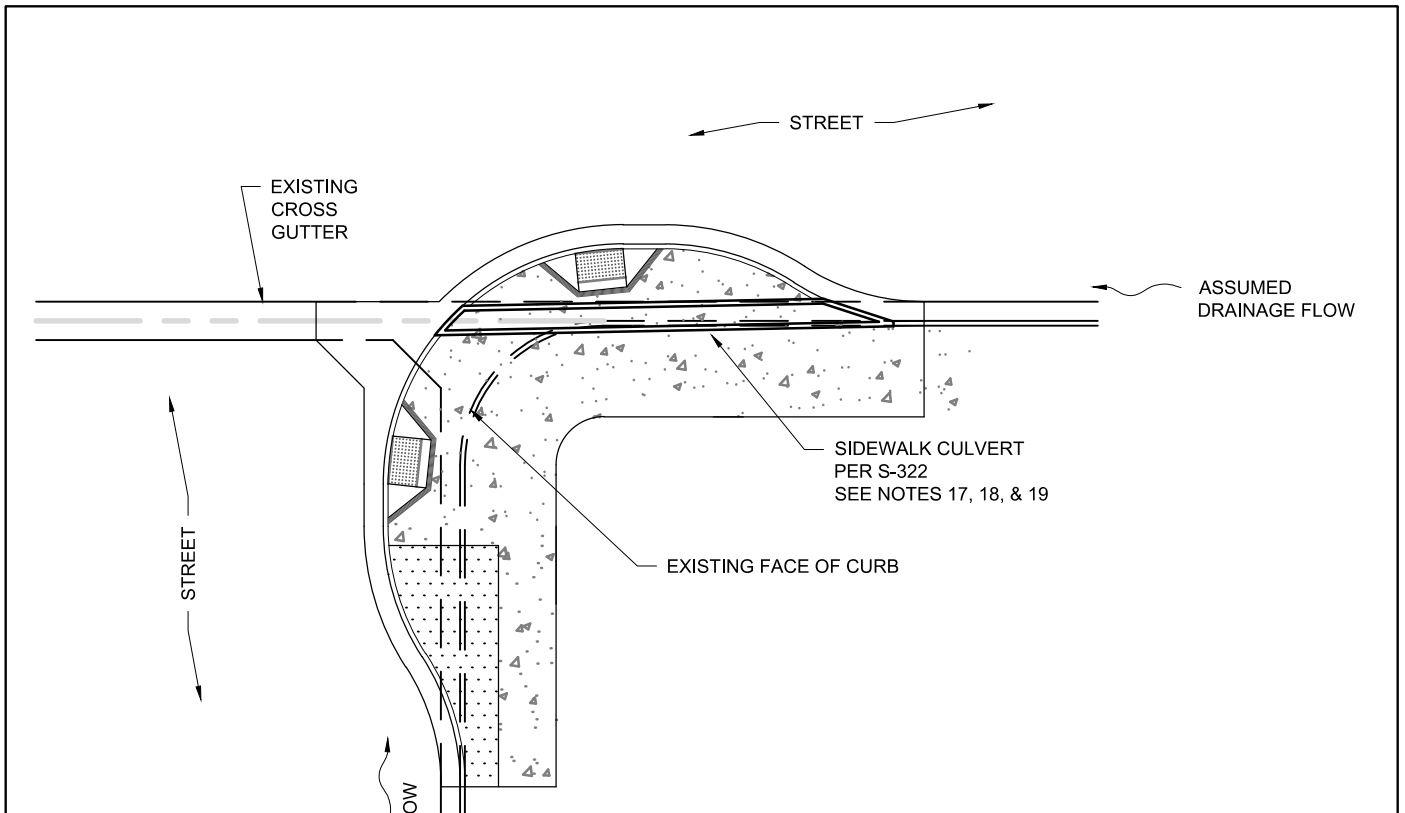 STREET
EXISTING
CROSS
GUTTER
ASSUMED
DRAINAGE FLOW
SIDEWALK CULVERT
PER S-322
SEE NOTES 17, 18, & 19
STREET
EXISTING FACE OF CURB